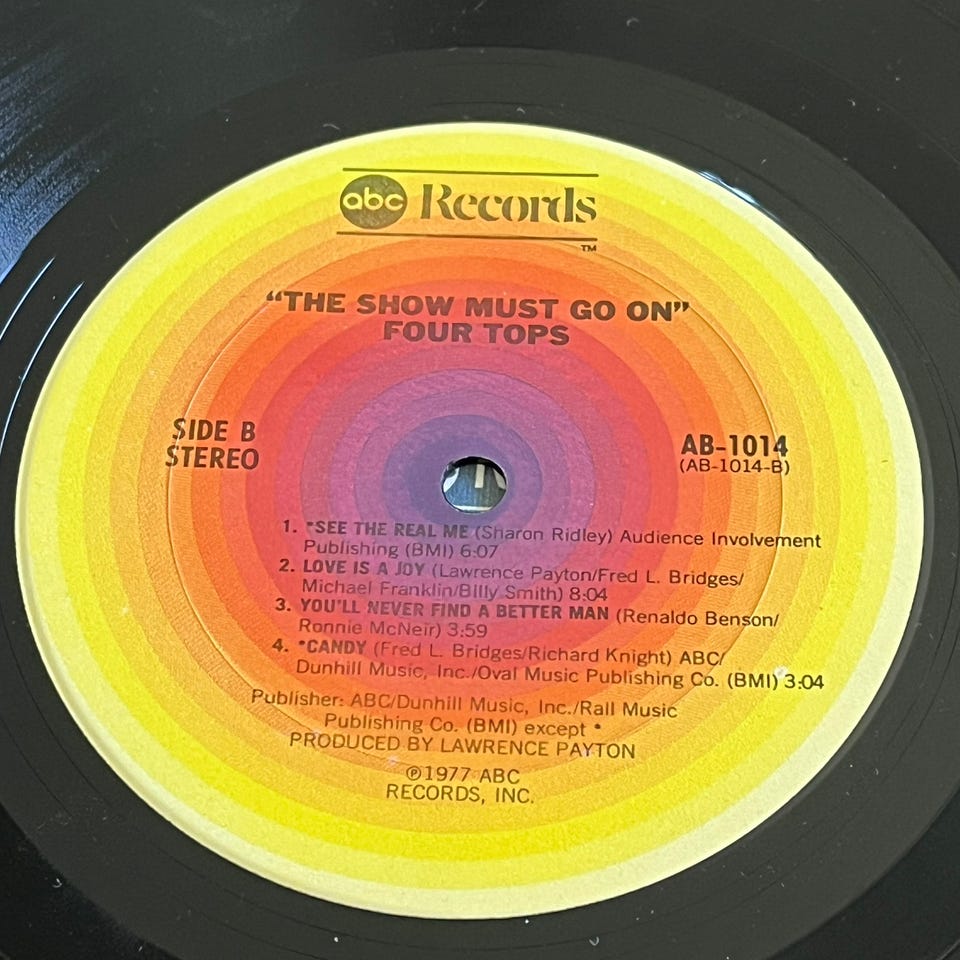 abc Records
TM
“THE SHOW MUST GO ON”
FOUR TOPS
SIDE B
STEREO
AB-1014
(AB-1014-B)
1. *SEE THE REAL ME (Sharon Ridley) Audience Involvement
Publishing (BMI) 6:07
2. LOVE IS A JOY (Lawrence Payton/Fred L. Bridges/
Michael Franklin/Billy Smith) 8:04
3. YOU'LL NEVER FIND A BETTER MAN (Renaldo Benson/
Ronnie McNeir) 3:59
4. *CANDY (Fred L. Bridges/Richard Knight) ABC/
Dunhill Music, Inc./Oval Music Publishing Co. (BMI) 3:04
Publisher: ABC/Dunhill Music, Inc./Rall Music
Publishing Co. (BMI) except *
PRODUCED BY LAWRENCE PAYTON
℗1977 ABC
RECORDS, INC.